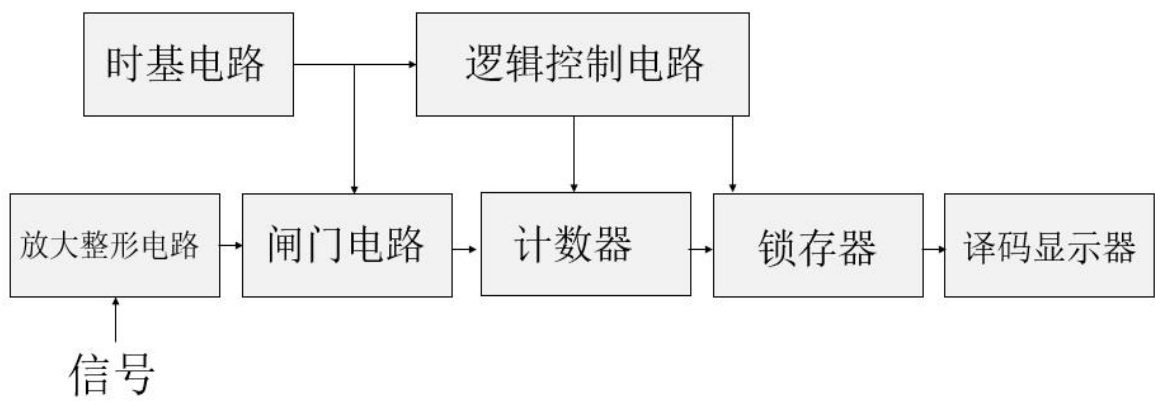 时基电路
逻辑控制电路
放大整形电路
闸门电路
计数器
锁存器
译码显示器
信号